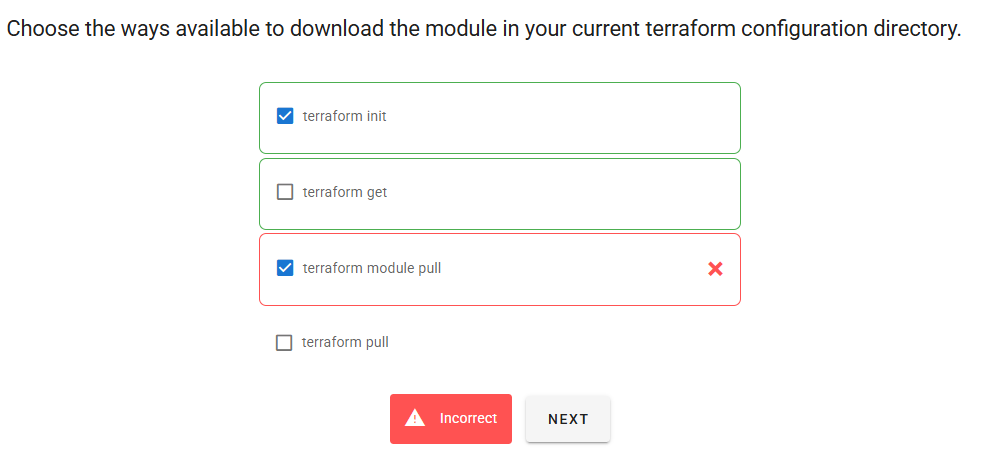 Choose the ways available to download the module in your current terraform configuration directory.
terraform init
terraform get
terraform module pull
terraform pull
Incorrect
NEXT